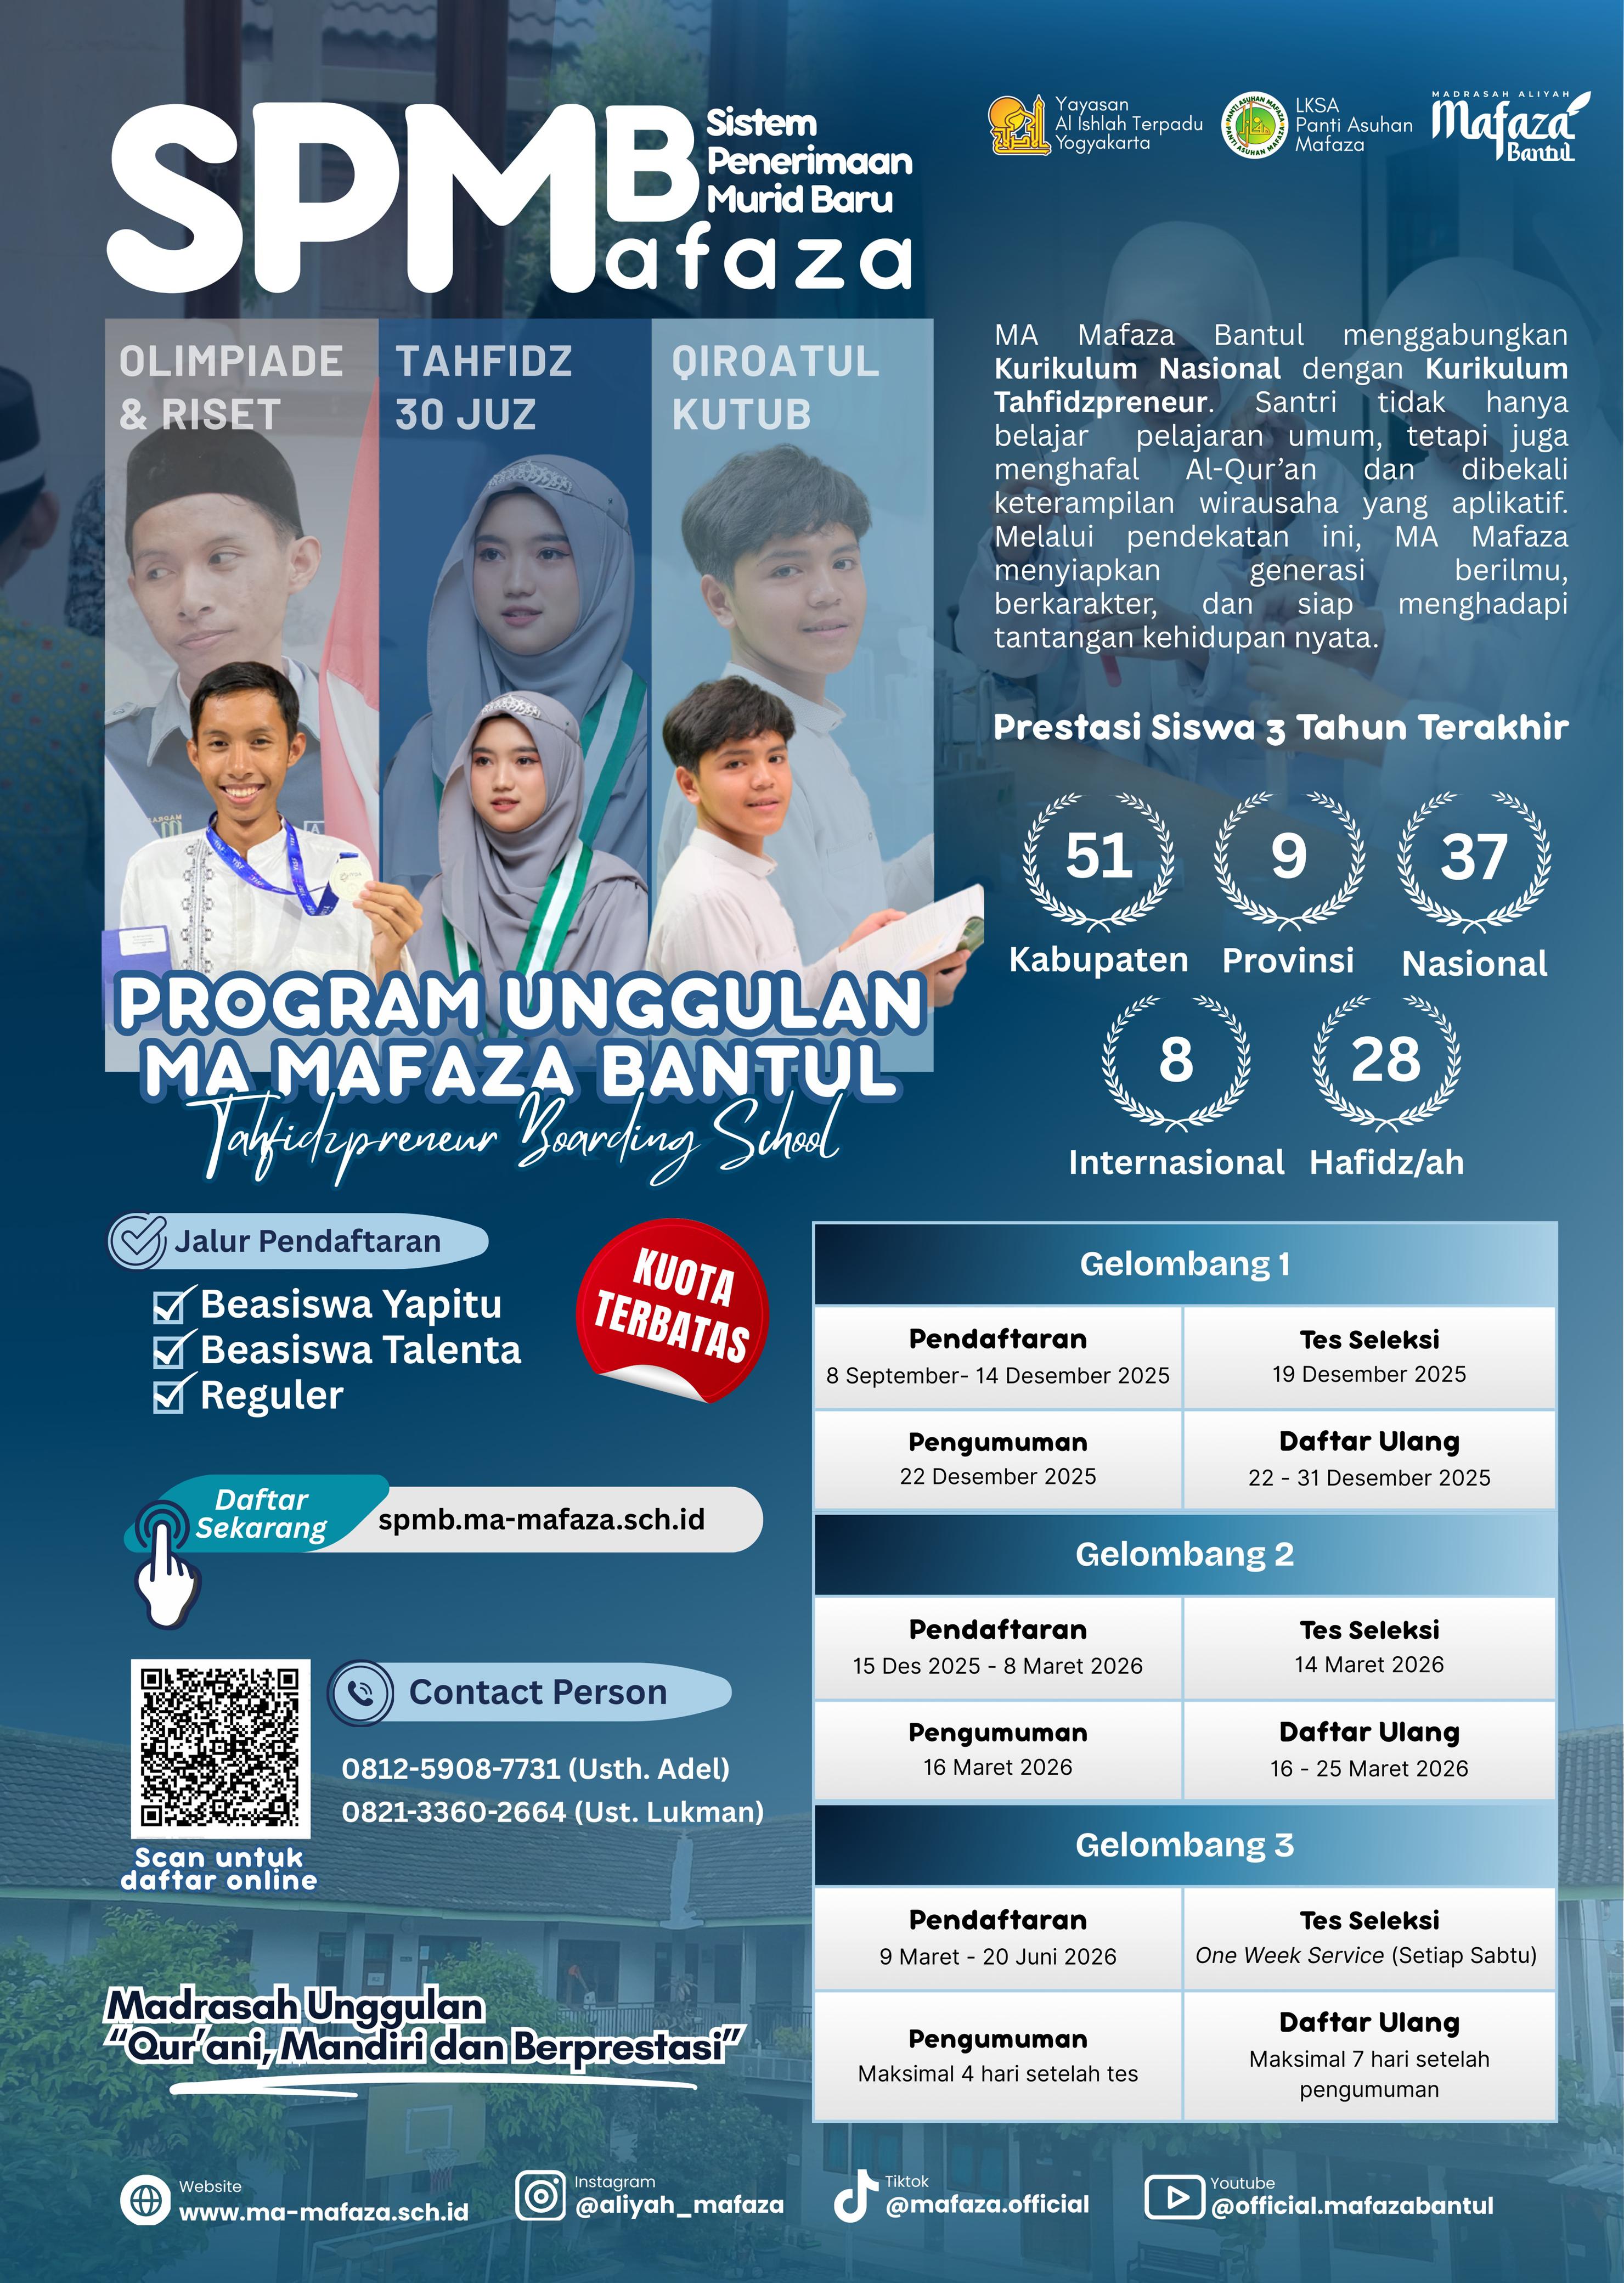 SPMB
Sistem
Penerimaan
Murid Baru
afaza
Yayasan
Al Ishlah Terpadu
Yogyakarta
PANTI ASUHAN MAFAZA
PANTI ASUHAN MAFAZA
LKSA
Panti Asuhan
Mafaza
MADRASAH ALIYAH
Mafaza
Bantul
OLIMPIADE
& RISET
TAHFIDZ
30 JUZ
QIROATUL
KUTUB
PROGRAM UNGGULAN
MA MAFAZA BANTUL
Tahfidzpreneur Boarding School
MA Mafaza Bantul menggabungkan
Kurikulum Nasional dengan Kurikulum
Tahfidzpreneur. Santri tidak hanya
belajar pelajaran umum, tetapi juga
menghafal Al-Qur’an dan dibekali
keterampilan wirausaha yang aplikatif.
Melalui pendekatan ini, MA Mafaza
menyiapkan generasi berilmu,
berkarakter, dan siap menghadapi
tantangan kehidupan nyata.
Prestasi Siswa 3 Tahun Terakhir
51
Kabupaten
9
Provinsi
37
Nasional
8
Internasional
28
Hafidz/ah
Jalur Pendaftaran
Beasiswa Yapitu
Beasiswa Talenta
Reguler
KUOTA
TERBATAS
Daftar
Sekarang
spmb.ma-mafaza.sch.id
Contact Person
0812-5908-7731 (Usth. Adel)
0821-3360-2664 (Ust. Lukman)
Scan untuk
daftar online
Madrasah Unggulan
“Qur’ani, Mandiri dan Berprestasi”
Gelombang 1
Pendaftaran
8 September- 14 Desember 2025
Tes Seleksi
19 Desember 2025
Pengumuman
22 Desember 2025
Daftar Ulang
22 - 31 Desember 2025
Gelombang 2
Pendaftaran
15 Des 2025 - 8 Maret 2026
Tes Seleksi
14 Maret 2026
Pengumuman
16 Maret 2026
Daftar Ulang
16 - 25 Maret 2026
Gelombang 3
Pendaftaran
9 Maret - 20 Juni 2026
Tes Seleksi
One Week Service (Setiap Sabtu)
Pengumuman
Maksimal 4 hari setelah tes
Daftar Ulang
Maksimal 7 hari setelah
pengumuman
Website
www.ma-mafaza.sch.id
Instagram
@aliyah_mafaza
Tiktok
@mafaza.official
Youtube
@official.mafazabantul